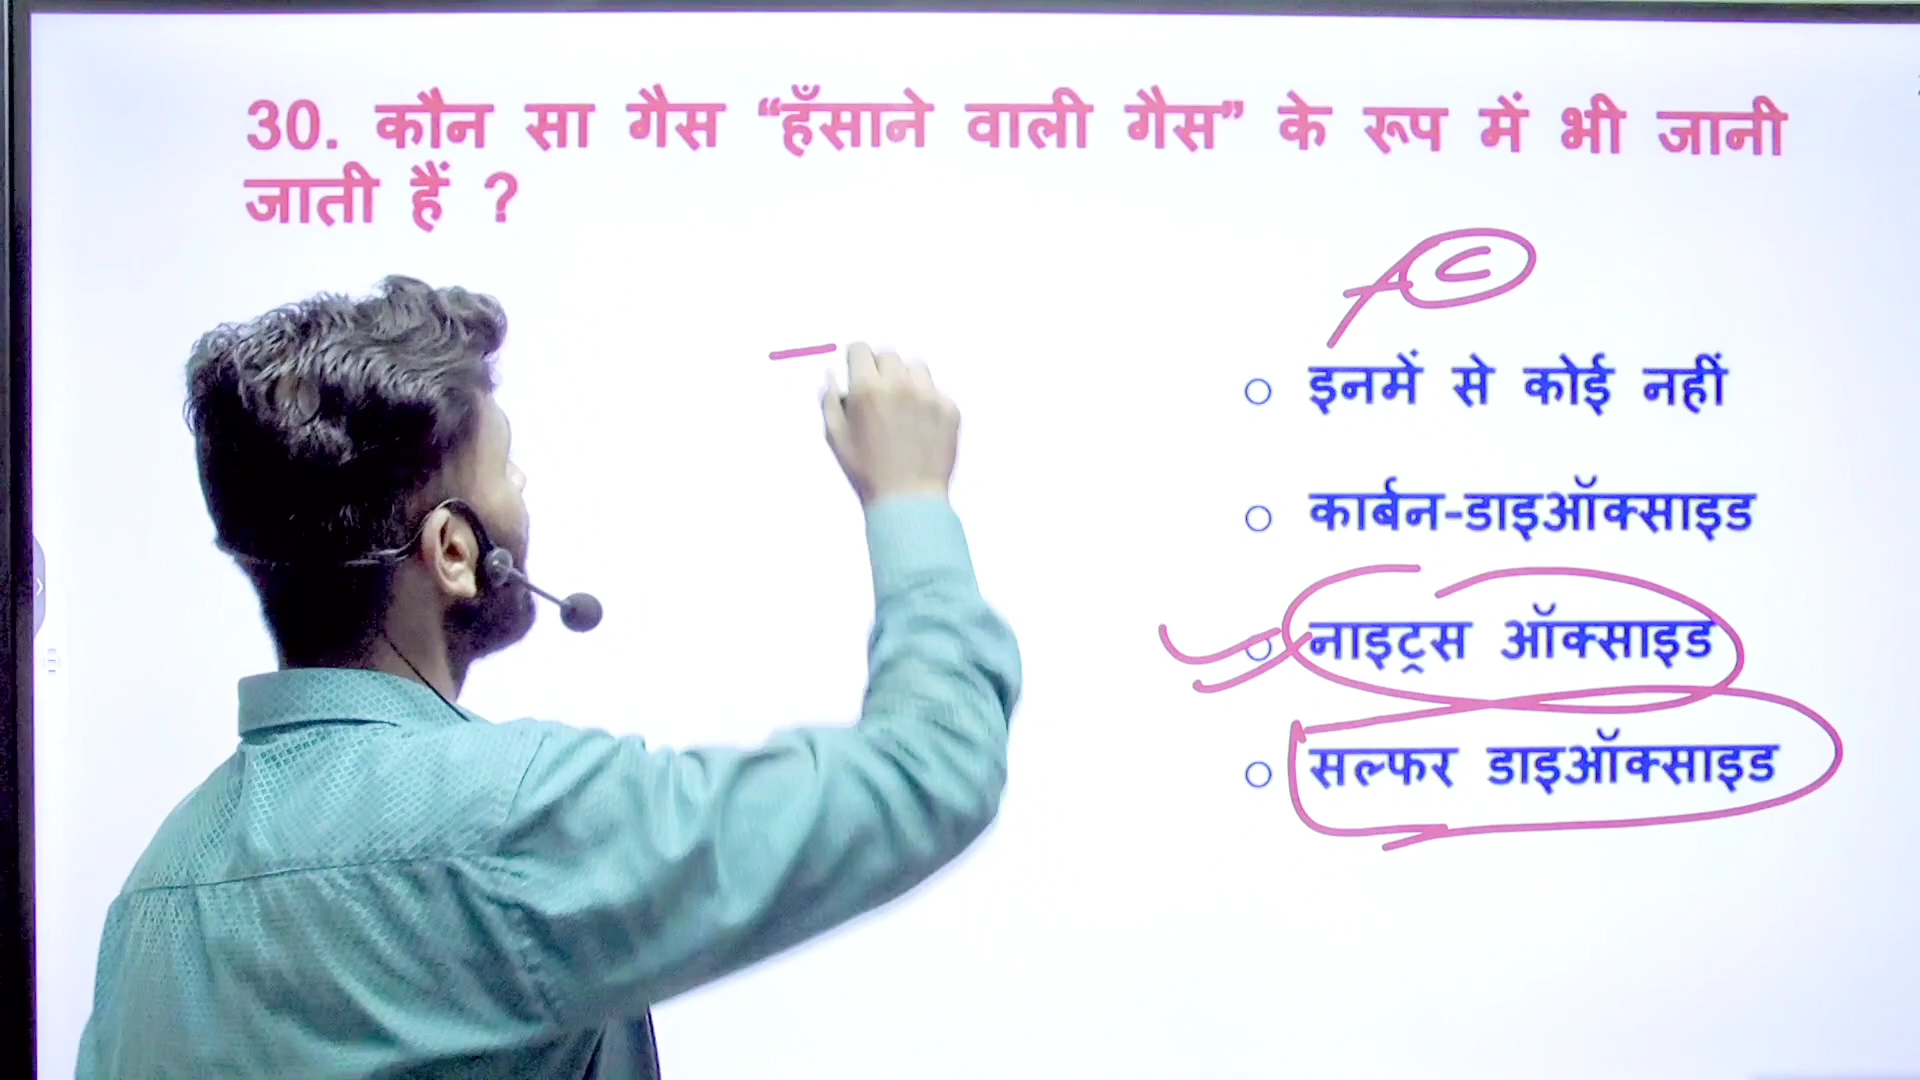 30. कौन सा गैस “हँसाने वाली गैस” के रूप में भी जानी
जाती हैं ?
C
इनमें से कोई नहीं
कार्बन-डाइऑक्साइड
नाइट्रस ऑक्साइड
सल्फर डाइऑक्साइड